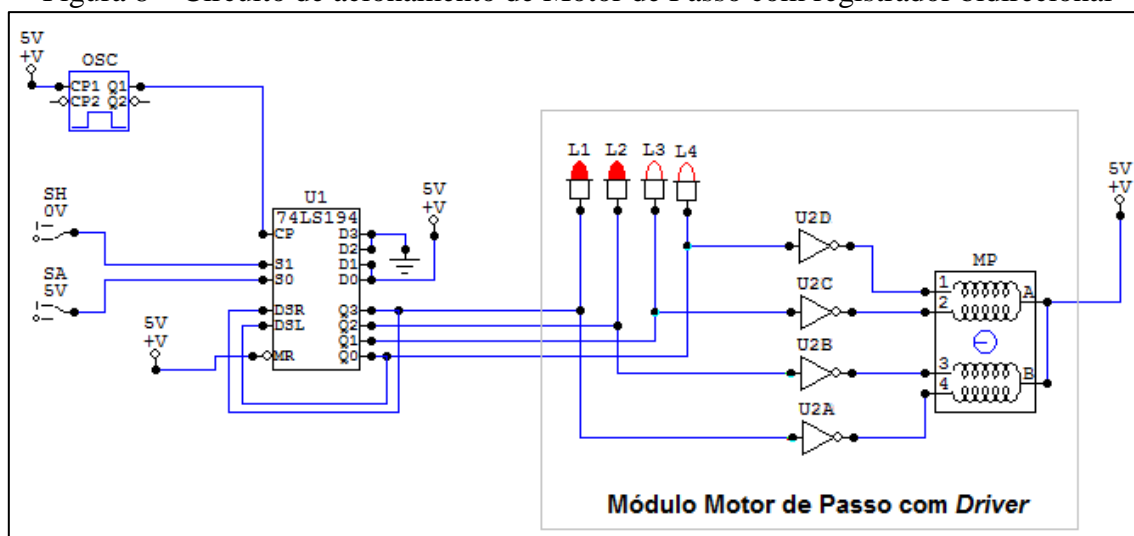 Figura 8 – Circuito de acionamento de Motor de Passo com registrador bidirecional
5V
+V
OSC
CP1 Q1
CP2 Q2
SH
0V
SA
5V
5V
+V
U1
74LS194
CP
S1
S0
DSR
DSL
MR
D3
D2
D1
D0
Q3
Q2
Q1
Q0
5V
+V
L1 L2 L3 L4
U2D
U2C
U2B
U2A
MP
1
2
3
4
A
B
5V
+V
Módulo Motor de Passo com Driver